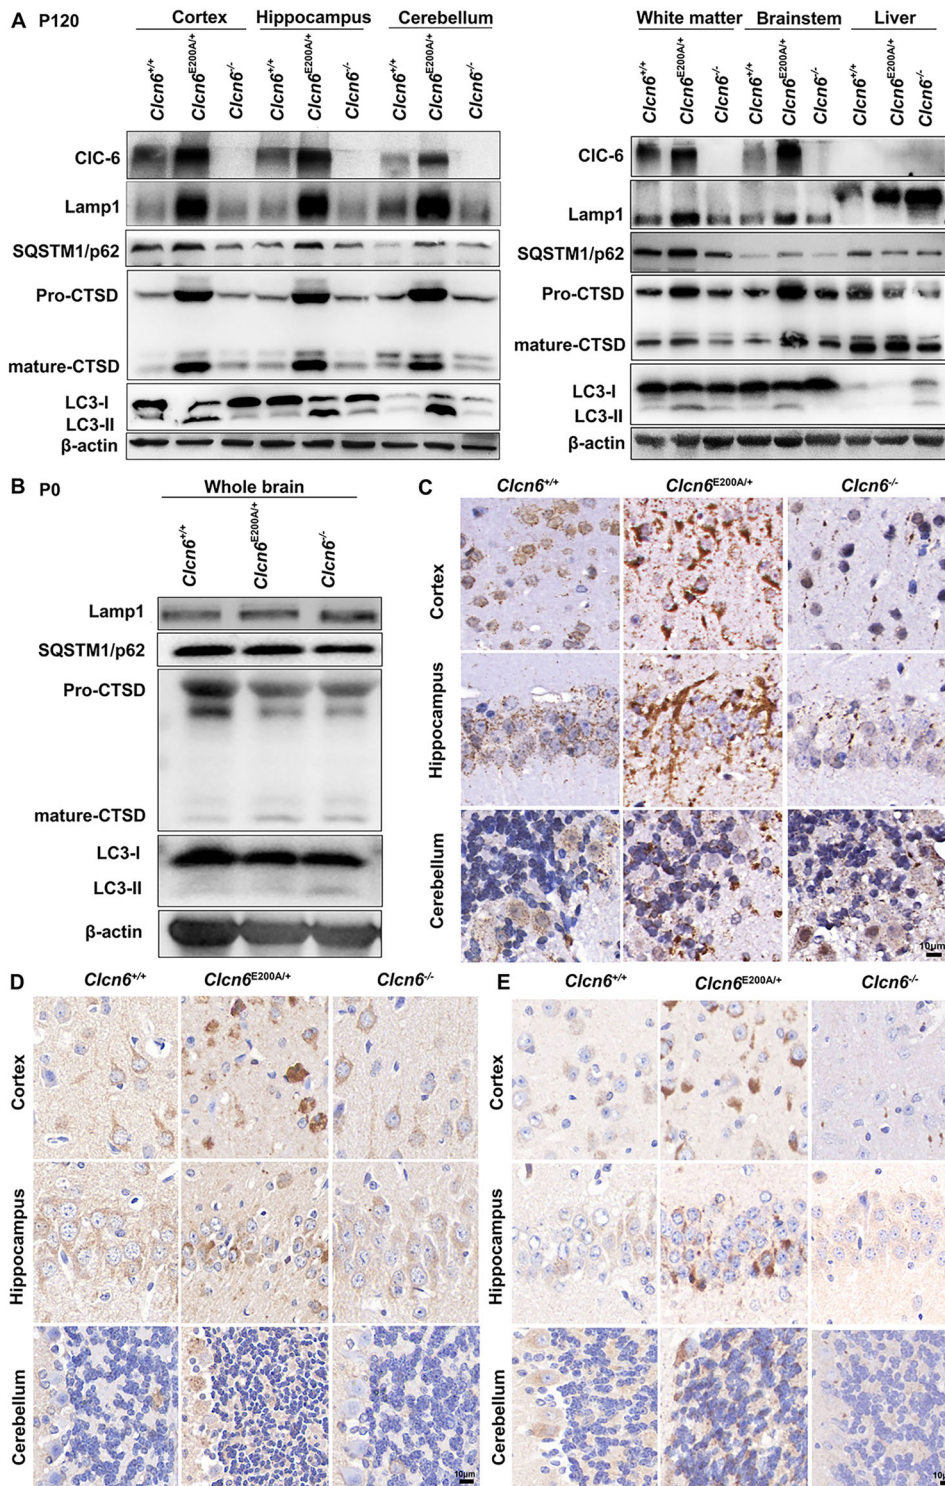 A P120
Cortex Hippocampus Cerebellum
Clcn6+/+ Clcn6E200A/+ Clcn6-/- Clcn6+/+ Clcn6E200A/+ Clcn6-/- Clcn6+/+ Clcn6E200A/+ Clcn6-/-
ClC-6
Lamp1
SQSTM1/p62
Pro-CTSD
mature-CTSD
LC3-I
LC3-II
β-actin
White matter Brainstem Liver
Clcn6+/+ Clcn6E200A/+ Clcn6-/- Clcn6+/+ Clcn6E200A/+ Clcn6-/- Clcn6+/+ Clcn6E200A/+ Clcn6-/-
ClC-6
Lamp1
SQSTM1/p62
Pro-CTSD
mature-CTSD
LC3-I
LC3-II
β-actin
B P0
Whole brain
Clcn6+/+ Clcn6E200A/+ Clcn6-/-
Lamp1
SQSTM1/p62
Pro-CTSD
mature-CTSD
LC3-I
LC3-II
β-actin
C Clcn6+/+ Clcn6E200A/+ Clcn6-/-
Cortex
Hippocampus
Cerebellum
10μm
D Clcn6+/+ Clcn6E200A/+ Clcn6-/-
Cortex
Hippocampus
Cerebellum
10μm
E Clcn6+/+ Clcn6E200A/+ Clcn6-/-
Cortex
Hippocampus
Cerebellum
10μm